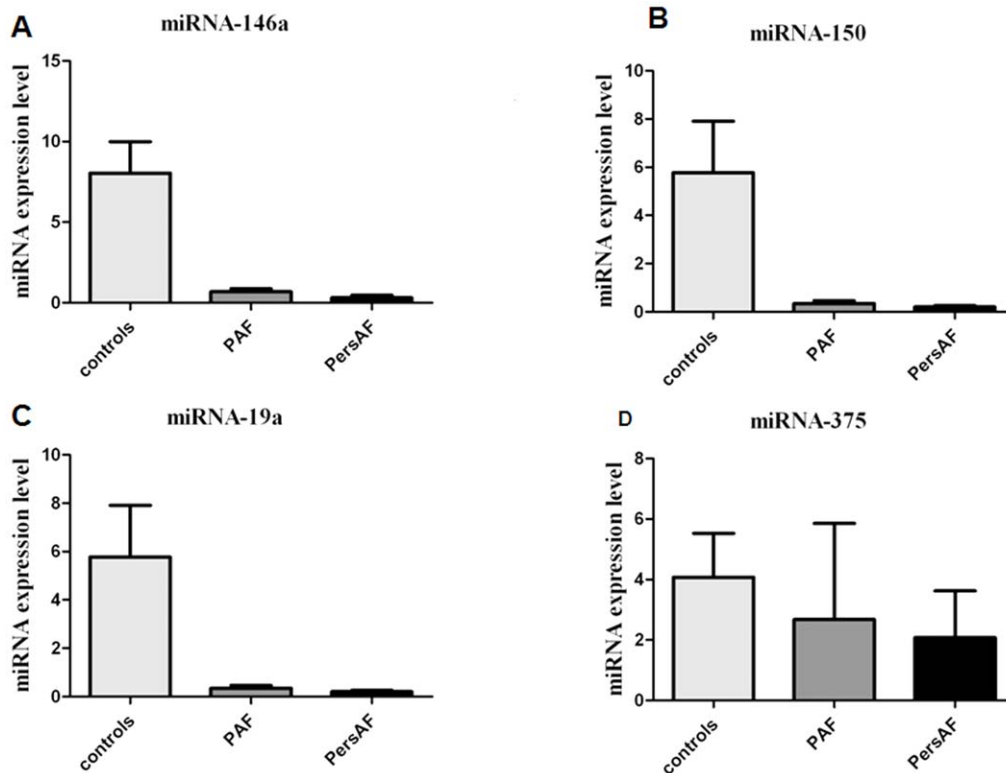 A
miRNA-146a
miRNA expression level
15
10
5
0
controls
PAF
PersAF
B
miRNA-150
miRNA expression level
10
8
6
4
2
0
controls
PAF
PersAF
C
miRNA-19a
miRNA expression level
10
8
6
4
2
0
controls
PAF
PersAF
D
miRNA-375
miRNA expression level
8
6
4
2
0
controls
PAF
PersAF